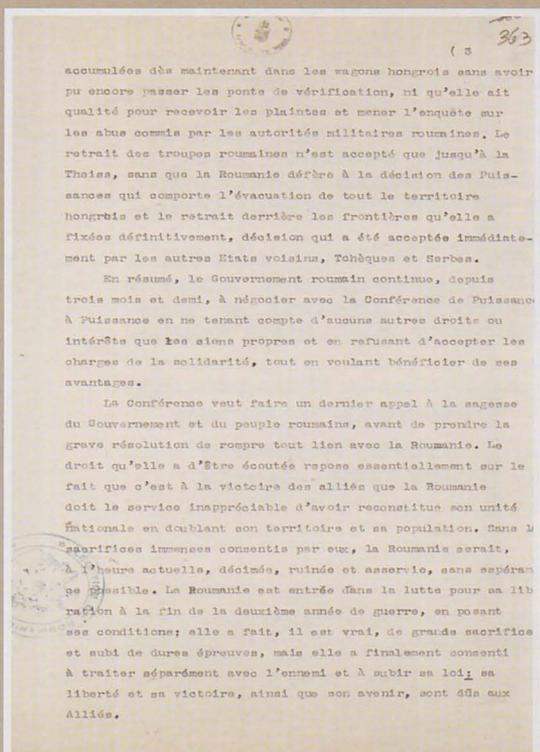 363
( 3
accumulées dès maintenant dans les wagons hongrois sans avoir
pu encore passer les ponts de vérification, ni qu'elle ait
qualité pour recevoir les plaintes et mener l'enquête sur
les abus commis par les autorités militaires roumaines. Le
retrait des troupes roumaines n'est accepté que jusqu'à la
Theiss, sans que la Roumanie défère à la décision des Puis-
sances qui comporte l'évacuation de tout le territoire
hongrois et le retrait derrière les frontières qu'elle a
fixées définitivement, décision qui a été acceptée immédiate-
ment par les autres Etats voisins, Tchèques et Serbes.
En résumé, le Gouvernement roumain continue, depuis
trois mois et demi, à négocier avec la Conférence de Puissanc
à Puissance en ne tenant compte d'aucuns autres droits ou
intérêts que les siens propres et en refusant d'accepter les
charges de la solidarité, tout en voulant bénéficier de ses
avantages.
La Conférence veut faire un dernier appel à la sagesse
du Gouvernement et du peuple roumains, avant de prendre la
grave résolution de rompre tout lien avec la Roumanie. Le
droit qu'elle a d'être écoutée repose essentiellement sur le
fait que c'est à la victoire des alliés que la Roumanie
doit le service inappréciable d'avoir reconstitué son unité
nationale en doublant son territoire et sa population. Sans l
sacrifices immenses consentis par eux, la Roumanie serait,
à l'heure actuelle, décimée, ruinée et asservie, sans espéran
ce possible. La Roumanie est entrée dans la lutte pour sa lib
ration à la fin de la deuxième année de guerre, en posant
ses conditions; elle a fait, il est vrai, de grands sacrifice
et subi de dures épreuves, mais elle a finalement consenti
à traiter séparément avec l'ennemi et à subir sa loi; sa
liberté et sa victoire, ainsi que son avenir, sont dûs aux
Alliés.